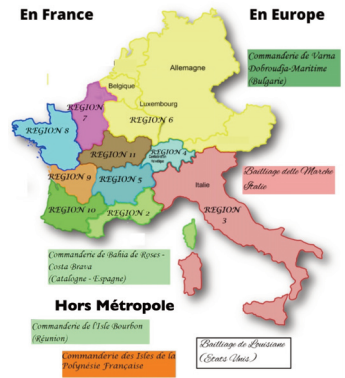 En France
En Europe
Commanderie de Varna
Dobroudja-Maritime
(Bulgarie)
Allemagne
Belgique
Luxembourg
REGION 7
REGION 6
REGION 8
REGION 11
REGION 4
REGION 9
REGION 5
REGION 10
REGION 2
Italie
REGION 3
Bailliage delle Marche
Italie
Commanderie de Bahia de Roses -
Costa Brava
(Catalogne - Espagne)
Hors Métropole
Commanderie de l'Isle Bourbon
(Réunion)
Commanderie des Isles de la
Polynésie Française
Bailliage de Louisiane
(Etats Unis.)